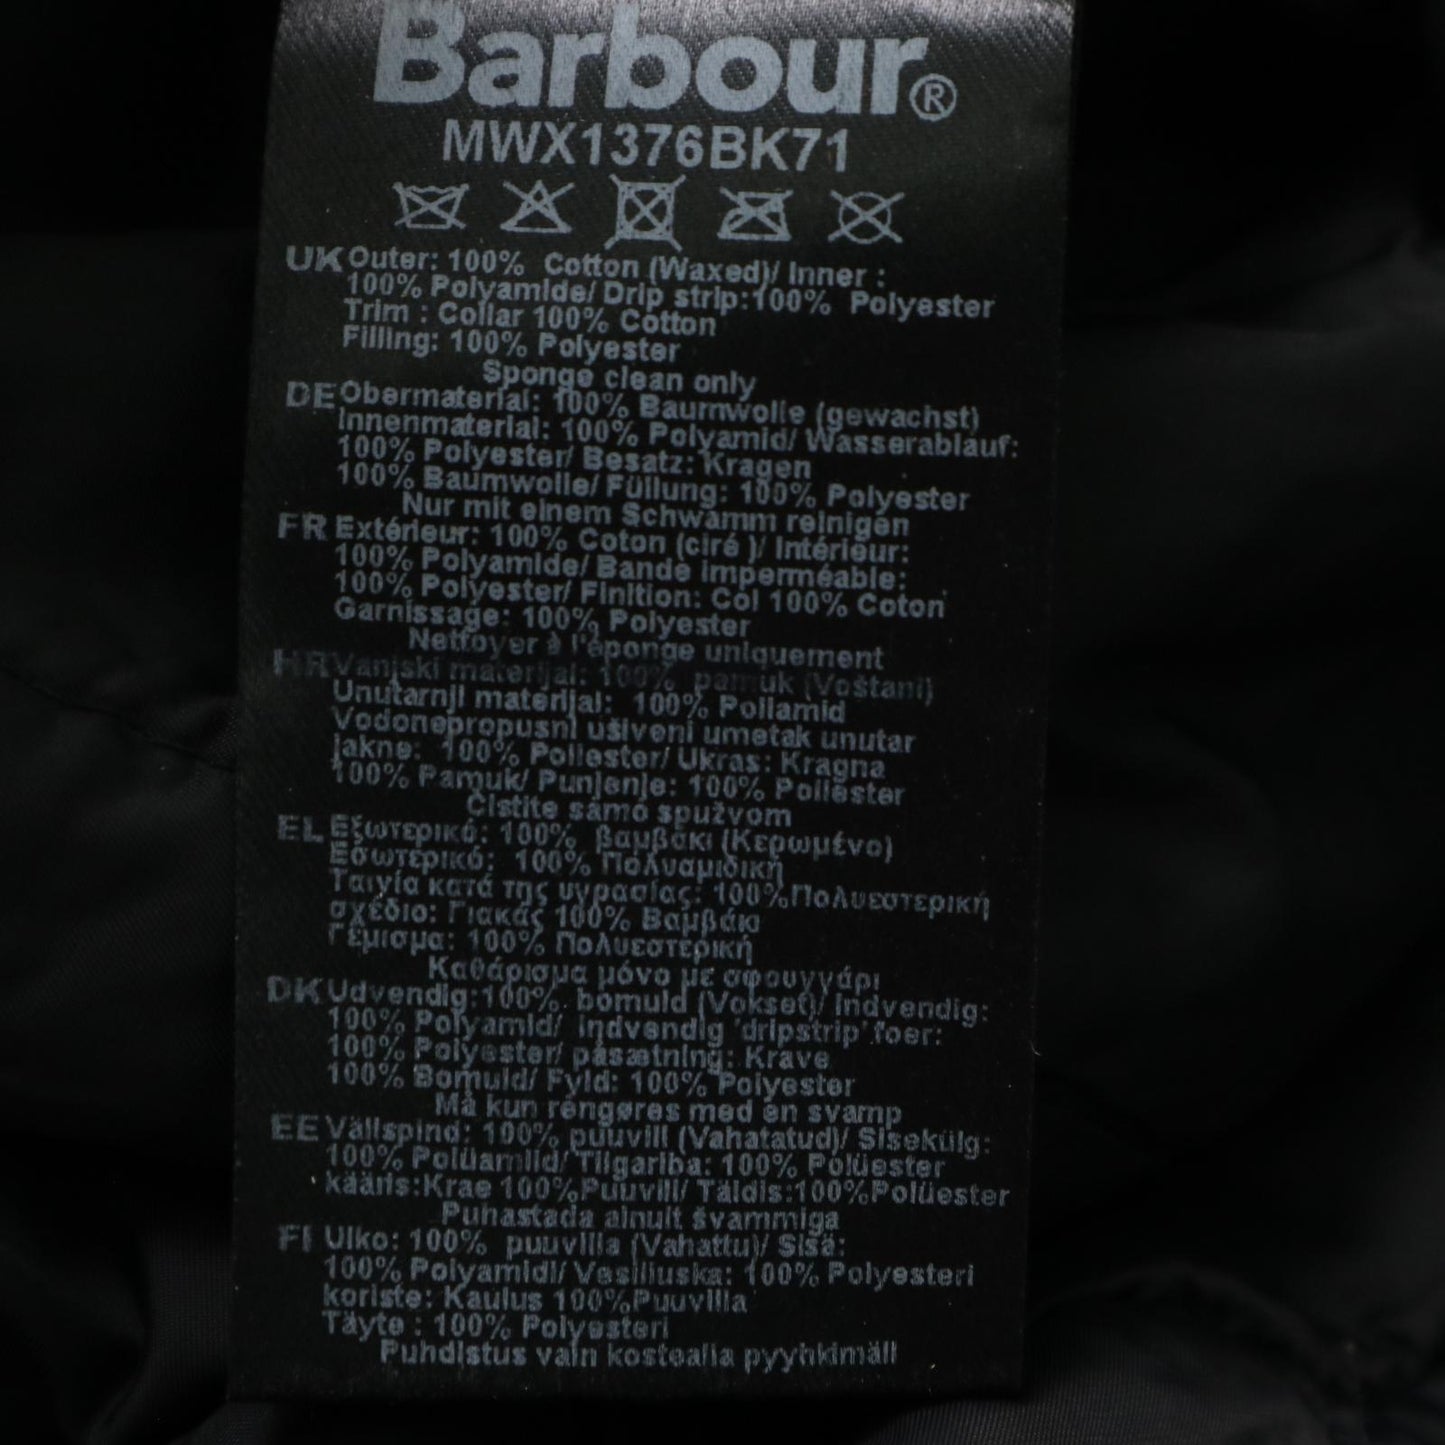 Barbour®
MWX1376BK71
UK Outer: 100% Cotton (Waxed)/ Inner :
100% Polyamide/ Drip strip:100% Polyester
Trim : Collar 100% Cotton
Filling: 100% Polyester
Sponge clean only
DE Obermaterial: 100% Baumwolle (gewachst)
Innenmaterial: 100% Polyamid/ Wasserablauf:
100% Polyester/ Besatz: Kragen
100% Baumwolle/ Füllung: 100% Polyester
Nur mit einem Schwamm reinigen
FR Extérieur: 100% Coton (ciré )/ Intérieur:
100% Polyamide/ Bande imperméable:
100% Polyester/ Finition: Col 100% Coton
Garnissage: 100% Polyester
Nettoyer à l'éponge uniquement
HR Vanjski materijal: 100% pamuk (Voštani)
Unutarnji materijal: 100% Poliamid
Vodonepropusni ušiveni umetak unutar
jakne: 100% Poliester/ Ukras: Kragna
100% Pamuk/ Punjenje: 100% Poliester
Čistite samo spužvom
EL Εξωτερικό: 100% βαμβάκι (Κερωμένο)
Εσωτερικό: 100% Πολυαμιδική
Ταινία κατά της υγρασίας: 100%Πολυεστερική
σχέδιο: Γιακάς 100% Βαμβάκι
Γέμισμα: 100% Πολυεστερική
Καθάρισμα μόνο με σφουγγάρι
DK Udvendig:100% bomuld (Vokset)/ Indvendig:
100% Polyamid/ indvendig 'dripstrip' foer:
100% Polyester/ påsætning: Krave
100% Bomuld/ Fyld: 100% Polyester
Må kun rengøres med en svamp
EE Vällspind: 100% puuvill (Vahatatud)/ Sisekülg:
100% Polüamiid/ Tilgariba: 100% Polüester
kääris:Krae 100%Puuvill/ Täidis:100%Polüester
Puhastada ainult švammiga
FI Ulko: 100% puuvilla (Vahattu)/ Sisä:
100% Polyamidi/ Vesiliuska: 100% Polyesteri
koriste: Kaulus 100%Puuvilla
Täyte : 100% Polyesteri
Puhdistus vain kostealla pyyhkimäll